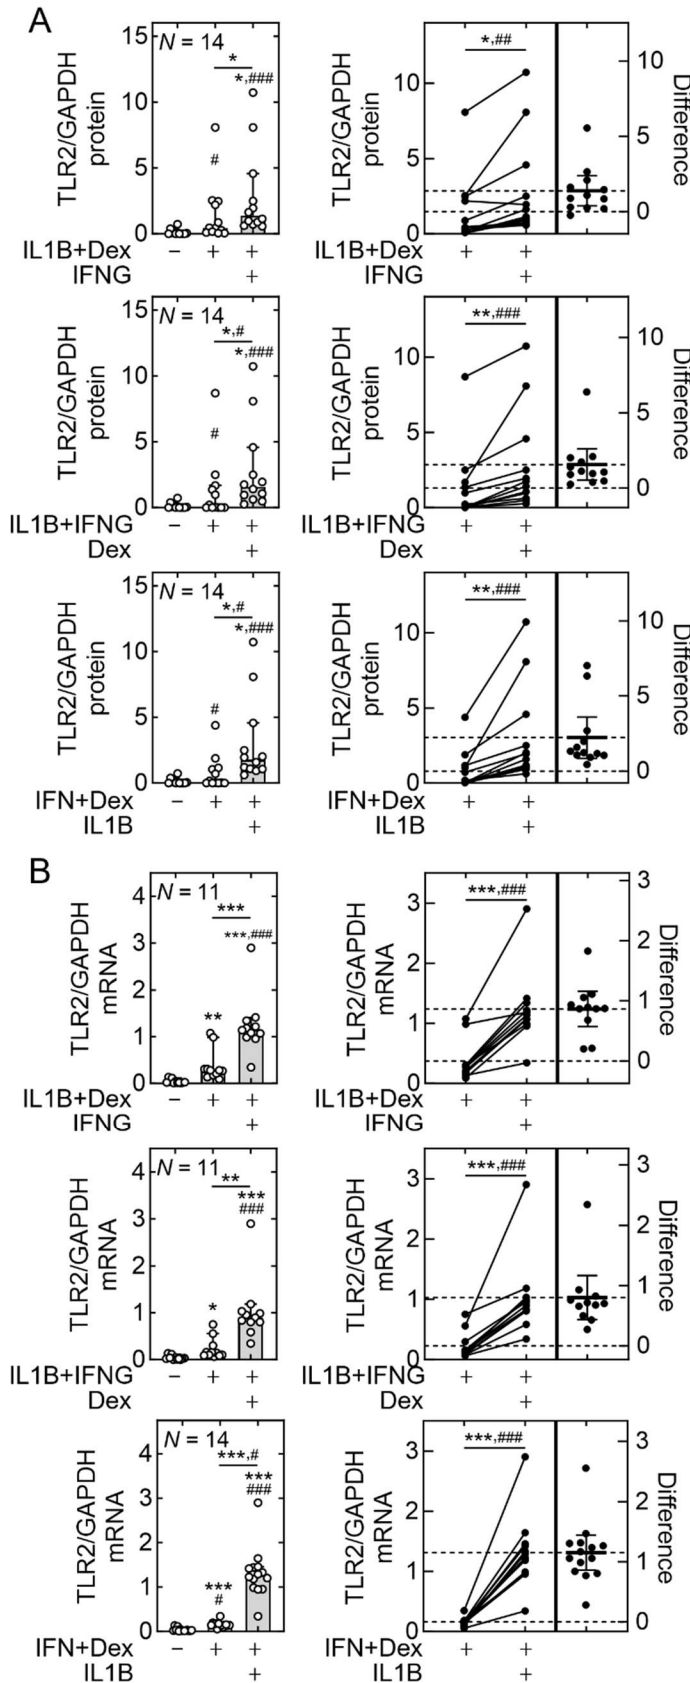 A
N = 14
*
*,###
#
15
10
5
0
TLR2/GAPDH
protein
IL1B+Dex − + +
IFNG +
*,##
10
5
0
TLR2/GAPDH
protein
10
5
0
Difference
IL1B+Dex + +
IFNG +
N = 14
*,#
*,###
#
15
10
5
0
TLR2/GAPDH
protein
IL1B+IFNG − + +
Dex +
**,###
10
5
0
TLR2/GAPDH
protein
10
5
0
Difference
IL1B+IFNG + +
Dex +
N = 14
*,#
*,###
#
15
10
5
0
TLR2/GAPDH
protein
IFN+Dex − + +
IL1B +
**,###
10
5
0
TLR2/GAPDH
protein
10
5
0
Difference
IFN+Dex + +
IL1B +
B
N = 11
***
***,###
**
4
3
2
1
0
TLR2/GAPDH
mRNA
IL1B+Dex − + +
IFNG +
***,###
3
2
1
0
TLR2/GAPDH
mRNA
3
2
1
0
Difference
IL1B+Dex + +
IFNG +
N = 11
**
***
###
*
4
3
2
1
0
TLR2/GAPDH
mRNA
IL1B+IFNG − + +
Dex +
***,###
3
2
1
0
TLR2/GAPDH
mRNA
3
2
1
0
Difference
IL1B+IFNG + +
Dex +
N = 14
***,#
***
###
***
#
4
3
2
1
0
TLR2/GAPDH
mRNA
IFN+Dex − + +
IL1B +
***,###
3
2
1
0
TLR2/GAPDH
mRNA
3
2
1
0
Difference
IFN+Dex + +
IL1B +